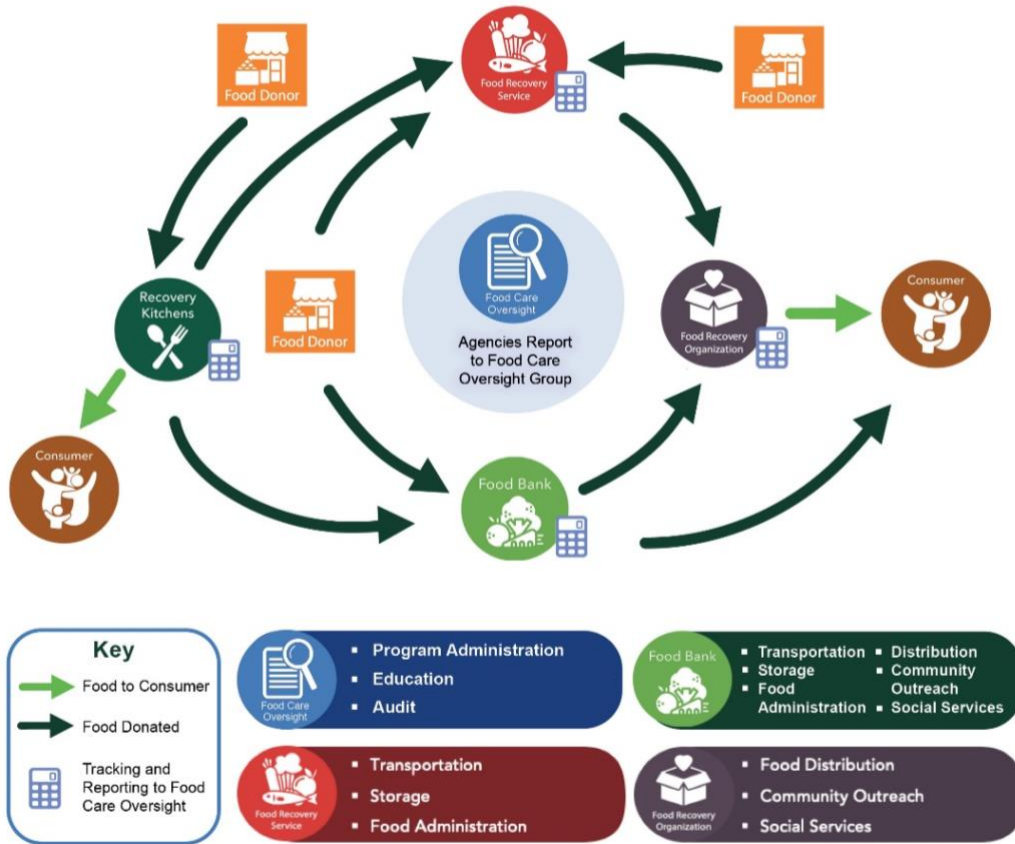 Food Donor
Food Recovery
Service
Food Donor
Recovery
Kitchens
Food Donor
Food Care
Oversight
Agencies Report
to Food Care
Oversight Group
Food Recovery
Organization
Consumer
Consumer
Food Bank
Key
Food to Consumer
Food Donated
Tracking and
Reporting to Food
Care Oversight
Food Care
Oversight
▪ Program Administration
▪ Education
▪ Audit
Food Bank
▪ Transportation
▪ Storage
▪ Food
Administration
▪ Distribution
▪ Community
Outreach
▪ Social Services
Food Recovery
Service
▪ Transportation
▪ Storage
▪ Food Administration
Food Recovery
Organization
▪ Food Distribution
▪ Community Outreach
▪ Social Services